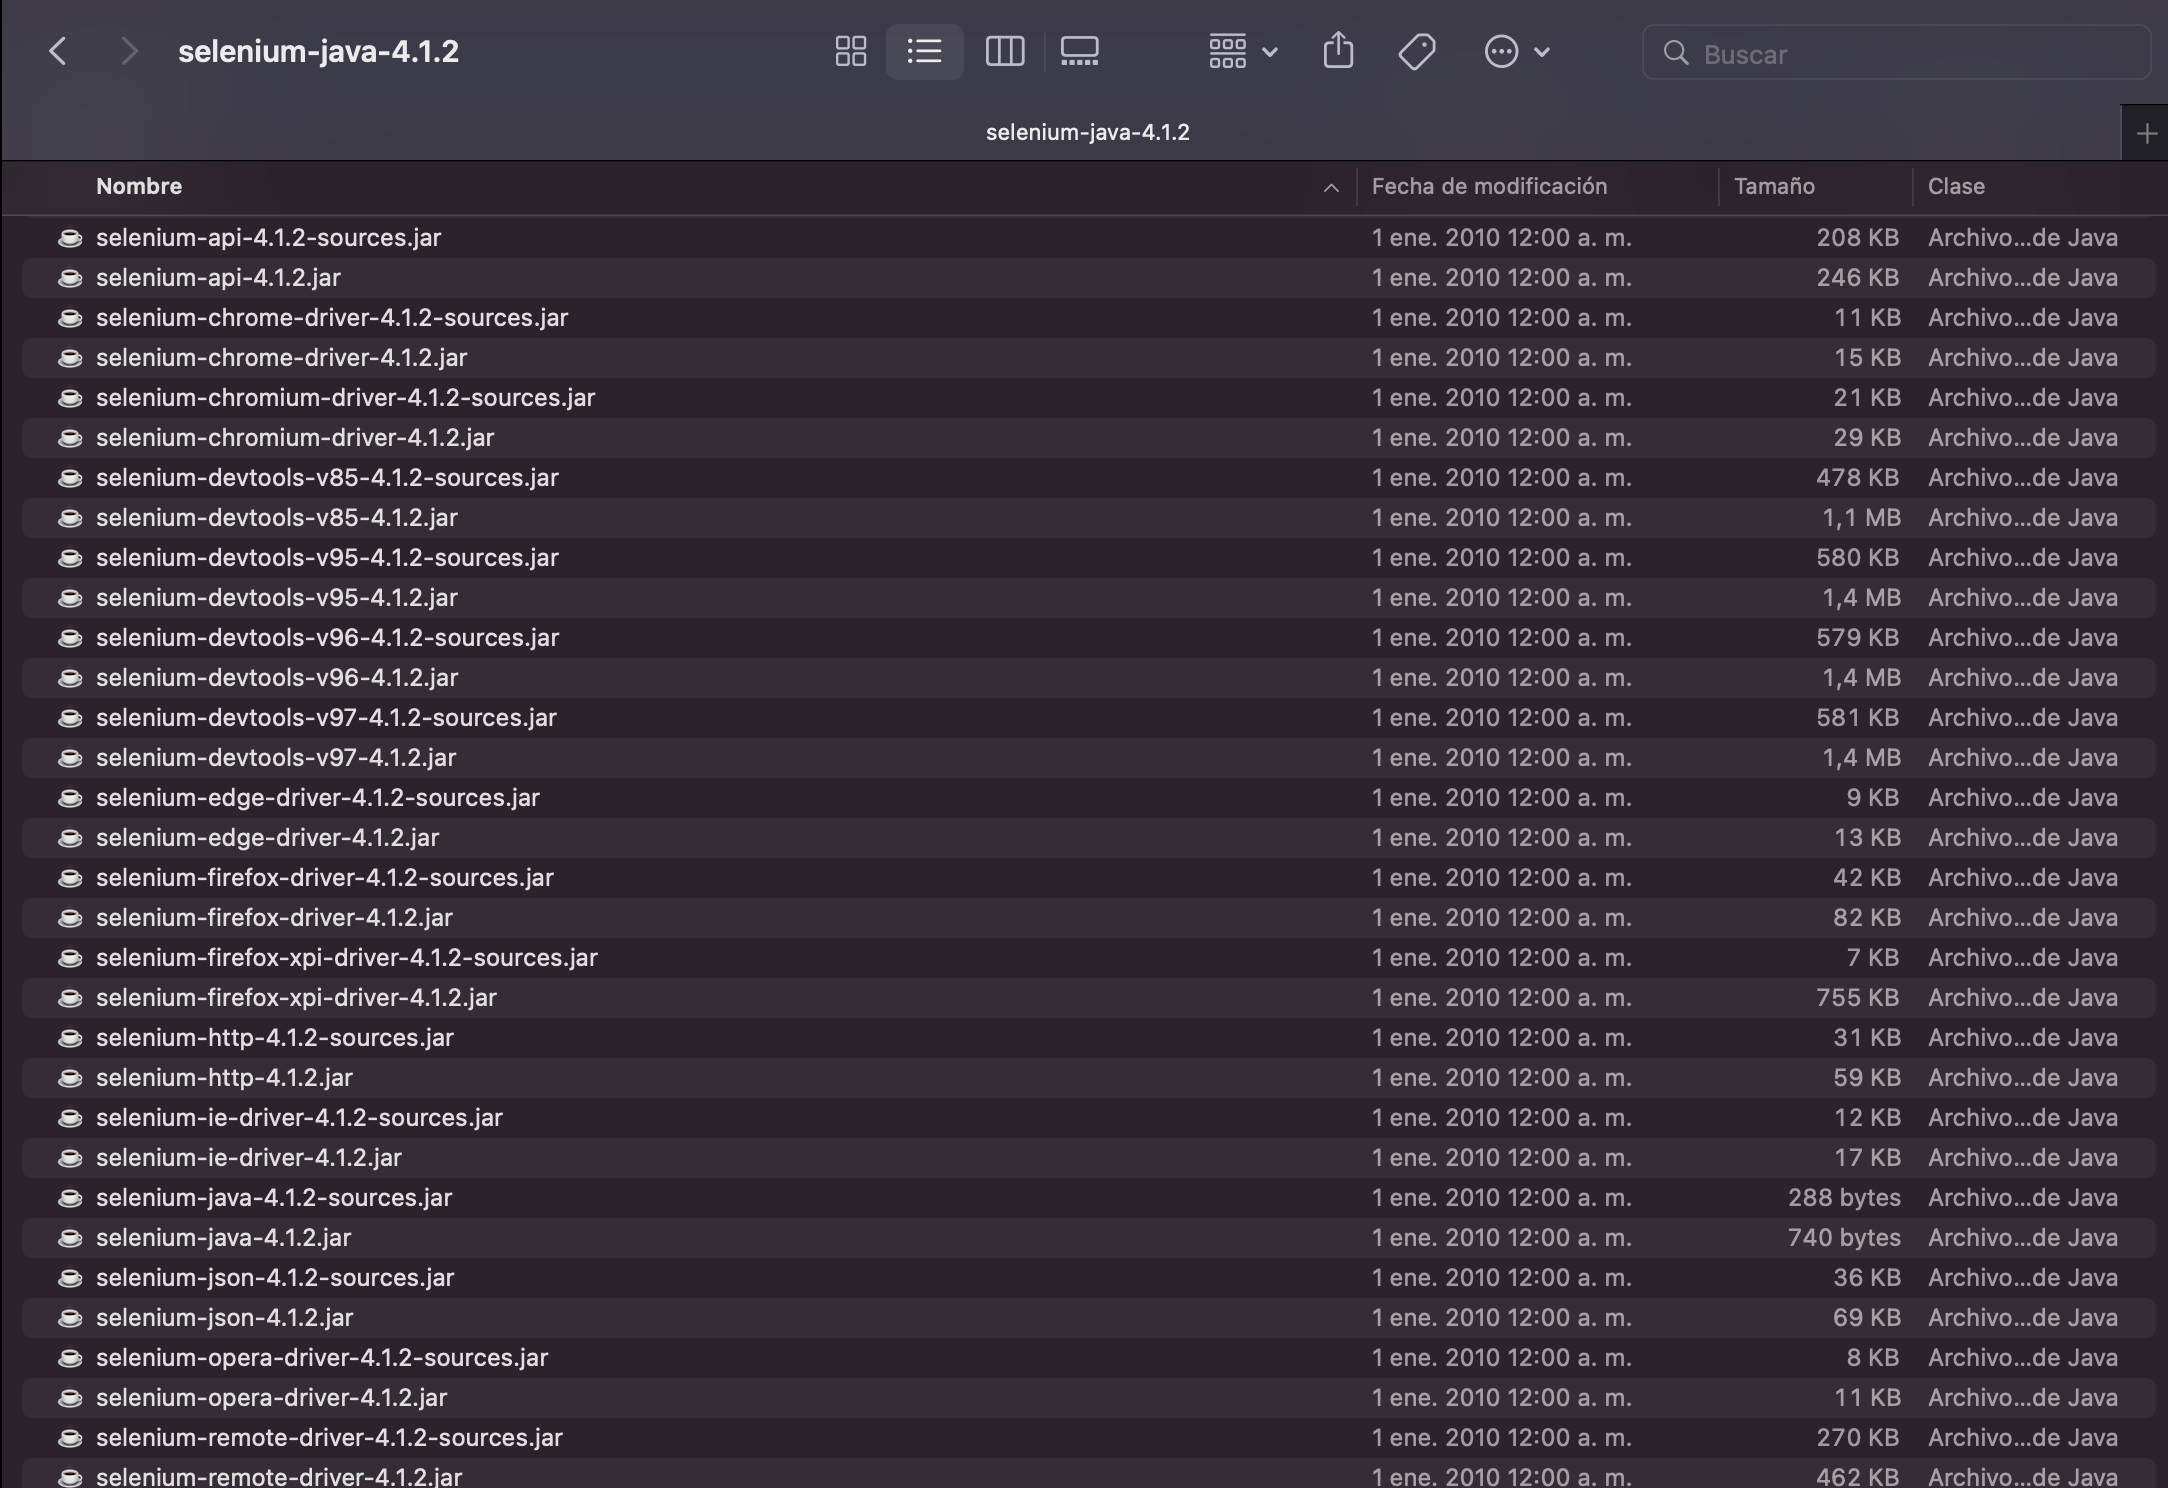 selenium-java-4.1.2
Buscar
selenium-java-4.1.2
Nombre Fecha de modificación Tamaño Clase
selenium-api-4.1.2-sources.jar 1 ene. 2010 12:00 a. m. 208 KB Archivo...de Java
selenium-api-4.1.2.jar 1 ene. 2010 12:00 a. m. 246 KB Archivo...de Java
selenium-chrome-driver-4.1.2-sources.jar 1 ene. 2010 12:00 a. m. 11 KB Archivo...de Java
selenium-chrome-driver-4.1.2.jar 1 ene. 2010 12:00 a. m. 15 KB Archivo...de Java
selenium-chromium-driver-4.1.2-sources.jar 1 ene. 2010 12:00 a. m. 21 KB Archivo...de Java
selenium-chromium-driver-4.1.2.jar 1 ene. 2010 12:00 a. m. 29 KB Archivo...de Java
selenium-devtools-v85-4.1.2-sources.jar 1 ene. 2010 12:00 a. m. 478 KB Archivo...de Java
selenium-devtools-v85-4.1.2.jar 1 ene. 2010 12:00 a. m. 1,1 MB Archivo...de Java
selenium-devtools-v95-4.1.2-sources.jar 1 ene. 2010 12:00 a. m. 580 KB Archivo...de Java
selenium-devtools-v95-4.1.2.jar 1 ene. 2010 12:00 a. m. 1,4 MB Archivo...de Java
selenium-devtools-v96-4.1.2-sources.jar 1 ene. 2010 12:00 a. m. 579 KB Archivo...de Java
selenium-devtools-v96-4.1.2.jar 1 ene. 2010 12:00 a. m. 1,4 MB Archivo...de Java
selenium-devtools-v97-4.1.2-sources.jar 1 ene. 2010 12:00 a. m. 581 KB Archivo...de Java
selenium-devtools-v97-4.1.2.jar 1 ene. 2010 12:00 a. m. 1,4 MB Archivo...de Java
selenium-edge-driver-4.1.2-sources.jar 1 ene. 2010 12:00 a. m. 9 KB Archivo...de Java
selenium-edge-driver-4.1.2.jar 1 ene. 2010 12:00 a. m. 13 KB Archivo...de Java
selenium-firefox-driver-4.1.2-sources.jar 1 ene. 2010 12:00 a. m. 42 KB Archivo...de Java
selenium-firefox-driver-4.1.2.jar 1 ene. 2010 12:00 a. m. 82 KB Archivo...de Java
selenium-firefox-xpi-driver-4.1.2-sources.jar 1 ene. 2010 12:00 a. m. 7 KB Archivo...de Java
selenium-firefox-xpi-driver-4.1.2.jar 1 ene. 2010 12:00 a. m. 755 KB Archivo...de Java
selenium-http-4.1.2-sources.jar 1 ene. 2010 12:00 a. m. 31 KB Archivo...de Java
selenium-http-4.1.2.jar 1 ene. 2010 12:00 a. m. 59 KB Archivo...de Java
selenium-ie-driver-4.1.2-sources.jar 1 ene. 2010 12:00 a. m. 12 KB Archivo...de Java
selenium-ie-driver-4.1.2.jar 1 ene. 2010 12:00 a. m. 17 KB Archivo...de Java
selenium-java-4.1.2-sources.jar 1 ene. 2010 12:00 a. m. 288 bytes Archivo...de Java
selenium-java-4.1.2.jar 1 ene. 2010 12:00 a. m. 740 bytes Archivo...de Java
selenium-json-4.1.2-sources.jar 1 ene. 2010 12:00 a. m. 36 KB Archivo...de Java
selenium-json-4.1.2.jar 1 ene. 2010 12:00 a. m. 69 KB Archivo...de Java
selenium-opera-driver-4.1.2-sources.jar 1 ene. 2010 12:00 a. m. 8 KB Archivo...de Java
selenium-opera-driver-4.1.2.jar 1 ene. 2010 12:00 a. m. 11 KB Archivo...de Java
selenium-remote-driver-4.1.2-sources.jar 1 ene. 2010 12:00 a. m. 270 KB Archivo...de Java
selenium-remote-driver-4.1.2.jar 1 ene. 2010 12:00 a. m. 462 KB Archivo...de Java